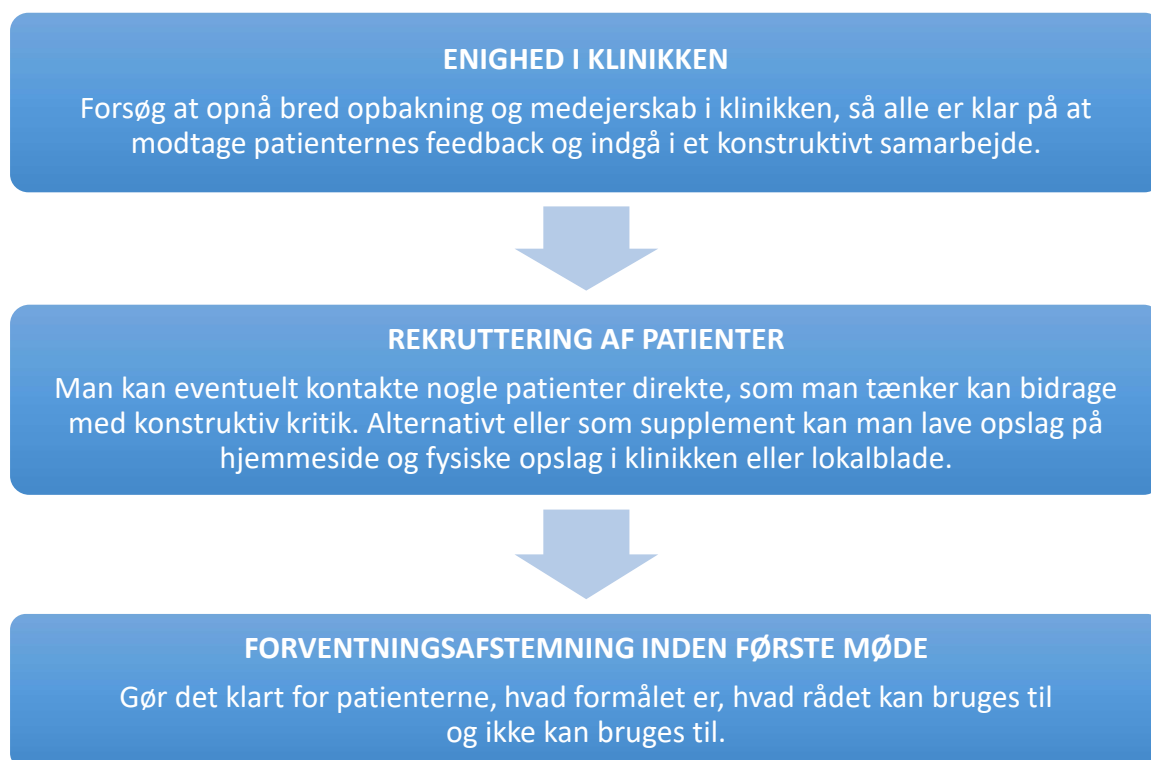 ENIGHED I KLINIKKEN
Forsøg at opnå bred opbakning og medejerskab i klinikken, så alle er klar på at
modtage patienternes feedback og indgå i et konstruktivt samarbejde.
REKRUTTERING AF PATIENTER
Man kan eventuelt kontakte nogle patienter direkte, som man tænker kan bidrage
med konstruktiv kritik. Alternativt eller som supplement kan man lave opslag på
hjemmeside og fysiske opslag i klinikken eller lokalblade.
FORVENTNINGSAFSTEMNING INDEN FØRSTE MØDE
Gør det klart for patienterne, hvad formålet er, hvad rådet kan bruges til
og ikke kan bruges til.